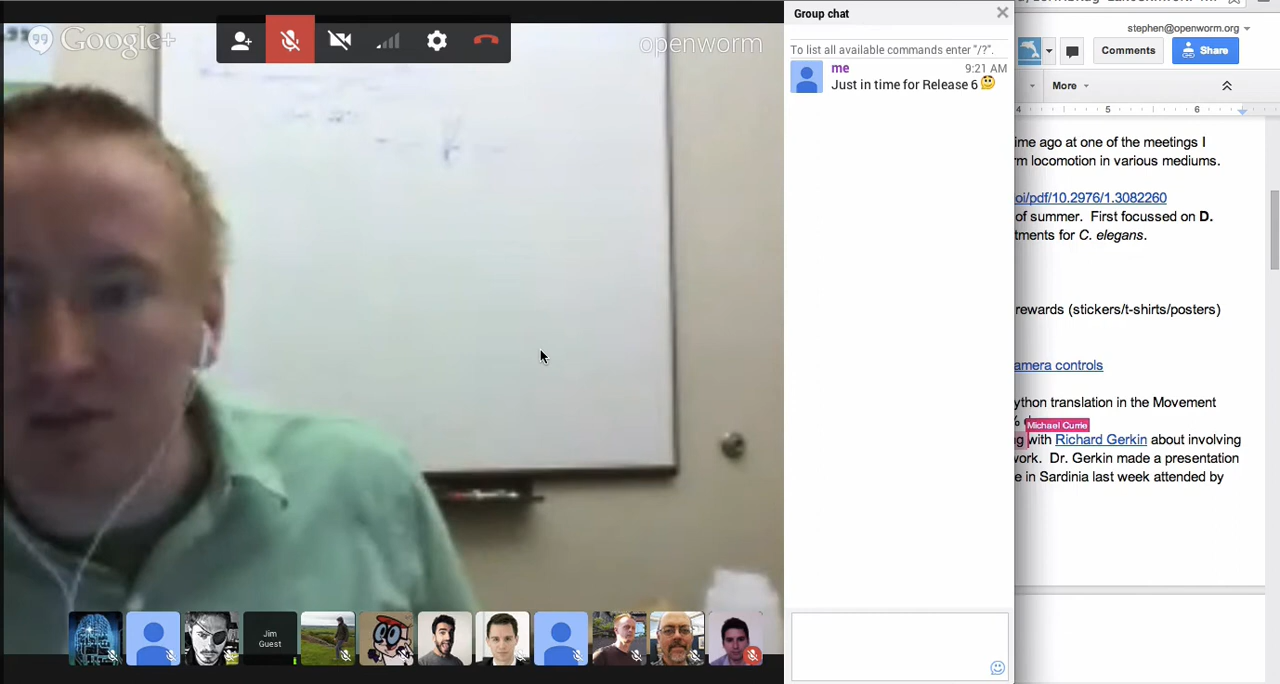 Google+
openworm
Jim
Guest
Group chat
To list all available commands enter "/?".
me
9:21 AM
Just in time for Release 6
stephen@openworm.org
Comments
Share
More
4 5 6
ime ago at one of the meetings I
rm locomotion in various mediums.
oi/pdf/10.2976/1.3082260
of summer. First focussed on D.
tments for C. elegans.
rewards (stickers/t-shirts/posters)
amera controls
ython translation in the Movement
Michael Currie
ng with Richard Gerkin about involving
work. Dr. Gerkin made a presentation
e in Sardinia last week attended by